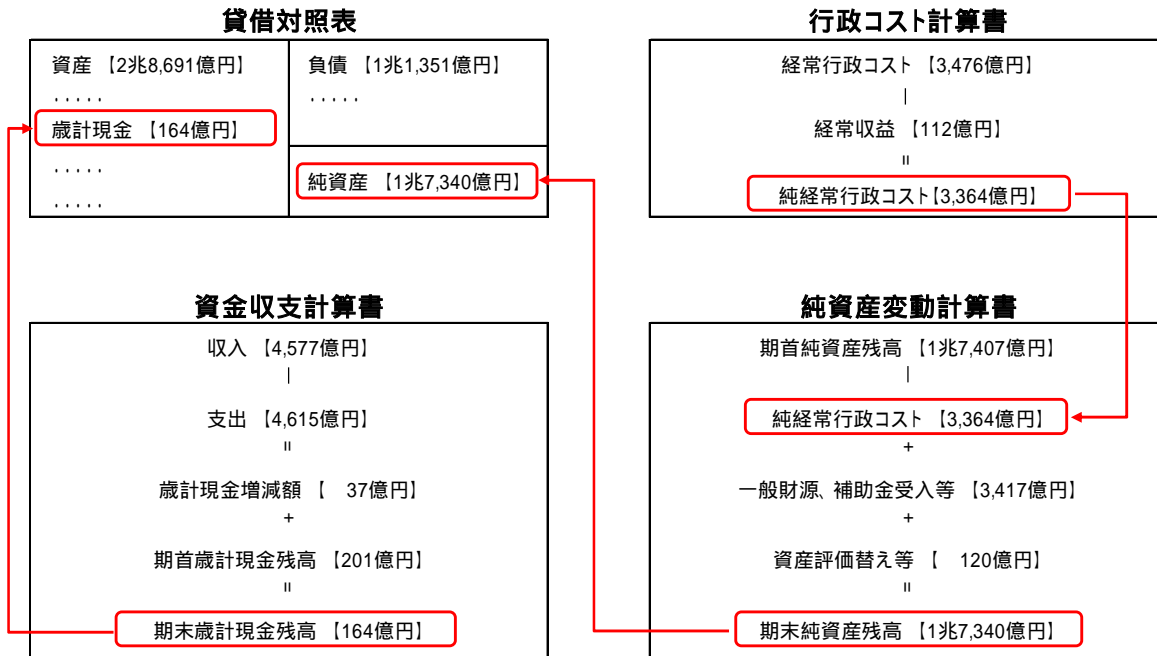 貸借対照表
資産 【2兆8,691億円】
.....
歳計現金 【164億円】
.....
.....
負債 【1兆1,351億円】
.....
純資産 【1兆7,340億円】
行政コスト計算書
経常行政コスト 【3,476億円】
|
経常収益 【112億円】
=
純経常行政コスト【3,364億円】
資金収支計算書
収入 【4,577億円】
|
支出 【4,615億円】
=
歳計現金増減額 【　37億円】
+
期首歳計現金残高 【201億円】
=
期末歳計現金残高 【164億円】
純資産変動計算書
期首純資産残高 【1兆7,407億円】
|
純経常行政コスト 【3,364億円】
+
一般財源、補助金受入等 【3,417億円】
+
資産評価替え等 【　120億円】
=
期末純資産残高 【1兆7,340億円】